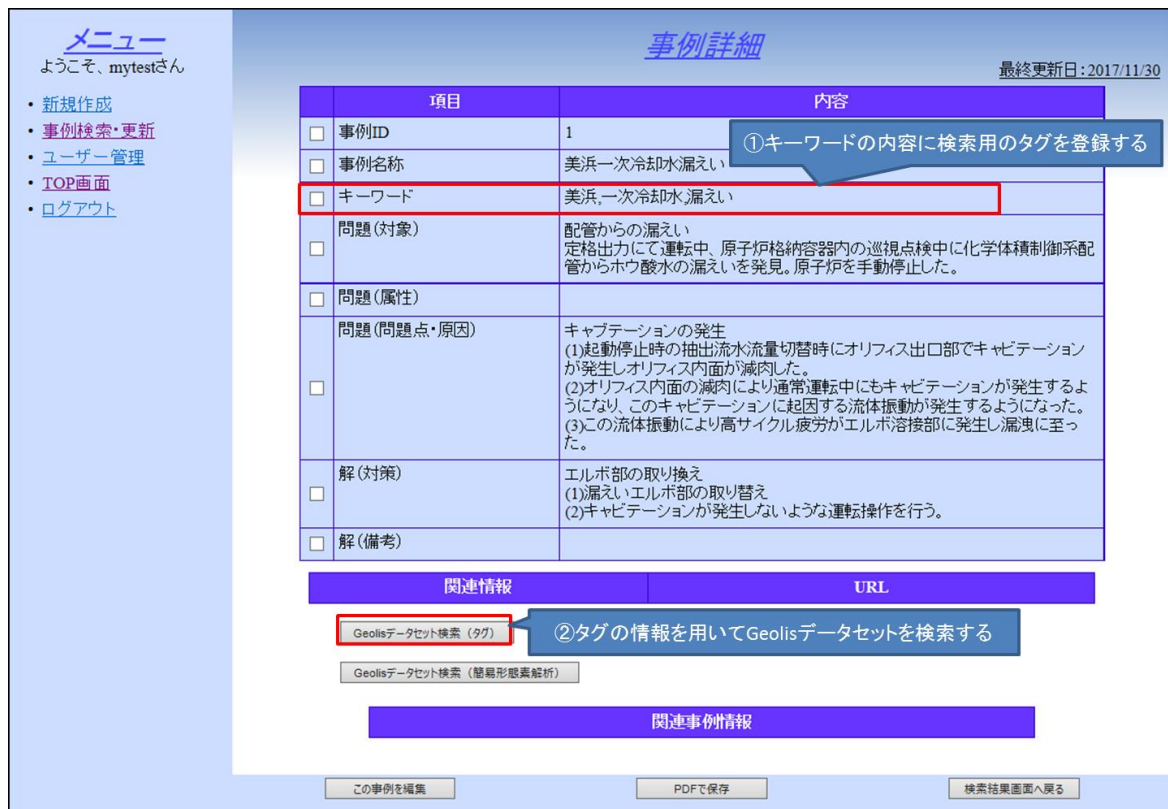 メニュー
ようこそ、mytestさん
・新規作成
・事例検索・更新
・ユーザー管理
・TOP画面
・ログアウト
事例詳細
最終更新日：2017/11/30
項目 内容
事例ID 1
①キーワードの内容に検索用のタグを登録する
事例名称 美浜一次冷却水漏えい
キーワード 美浜,一次冷却水,漏えい
問題（対象） 配管からの漏えい
定格出力にて運転中、原子炉格納容器内の巡視点検中に化学体積制御系配
管からホウ酸水の漏えいを発見。原子炉を手動停止した。
問題（属性）
問題（問題点・原因） キャブテーションの発生
(1)起動停止時の抽出流水流量切替時にオリフィス出口部でキャビテーション
が発生しオリフィス内面が減肉した。
(2)オリフィス内面の減肉により通常運転中にもキャビテーションが発生するよ
うになり、このキャビテーションに起因する流体振動が発生するようになった。
(3)この流体振動により高サイクル疲労がエルボ溶接部に発生し漏洩に至っ
た。
解（対策） エルボ部の取り換え
(1)漏えいエルボ部の取り替え
(2)キャビテーションが発生しないような運転操作を行う。
解（備考）
関連情報 URL
Geolisデータセット検索（タグ）
②タグの情報を用いてGeolisデータセットを検索する
Geolisデータセット検索（簡易形態素解析）
関連事例情報
この事例を編集 PDFで保存 検索結果画面へ戻る